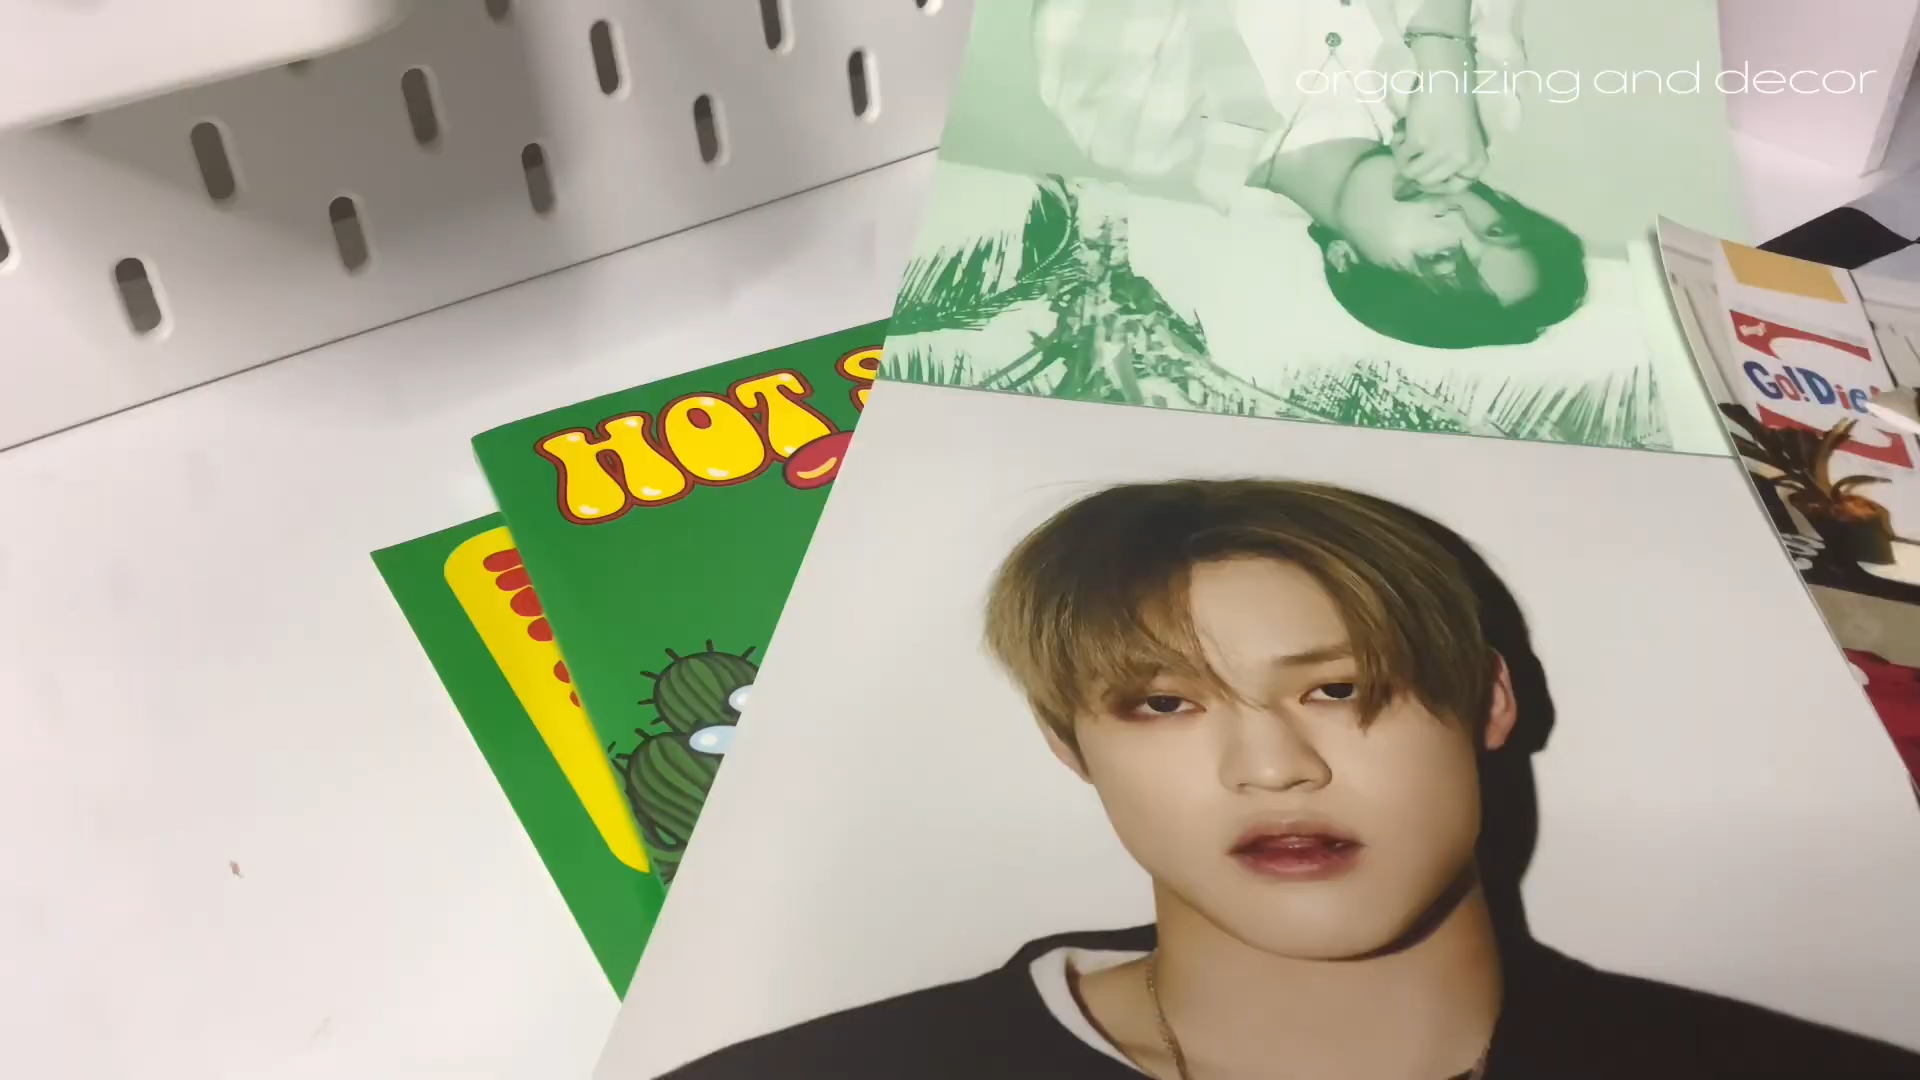 organizing and decor
HOT S
Go! Die